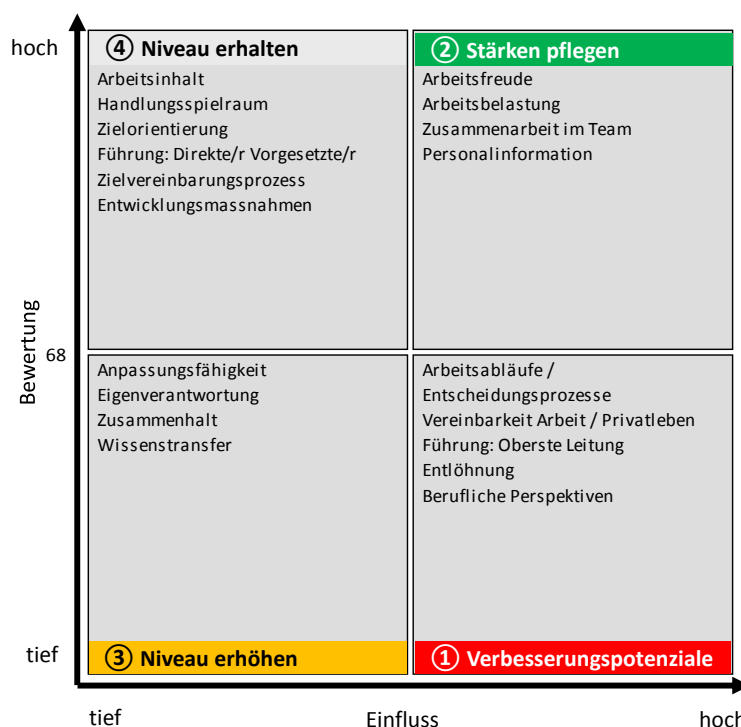 hoch
④ Niveau erhalten
Arbeitsinhalt
Handlungsspielraum
Zielorientierung
Führung: Direkte/r Vorgesetzte/r
Zielvereinbarungsprozess
Entwicklungsmassnahmen
② Stärken pflegen
Arbeitsfreude
Arbeitsbelastung
Zusammenarbeit im Team
Personalinformation
Bewertung
68
Anpassungsfähigkeit
Eigenverantwortung
Zusammenhalt
Wissenstransfer
③ Niveau erhöhen
Arbeitsabläufe /
Entscheidungsprozesse
Vereinbarkeit Arbeit / Privatleben
Führung: Oberste Leitung
Entlöhnung
Berufliche Perspektiven
① Verbesserungspotenziale
tief
tief
Einfluss
hoch